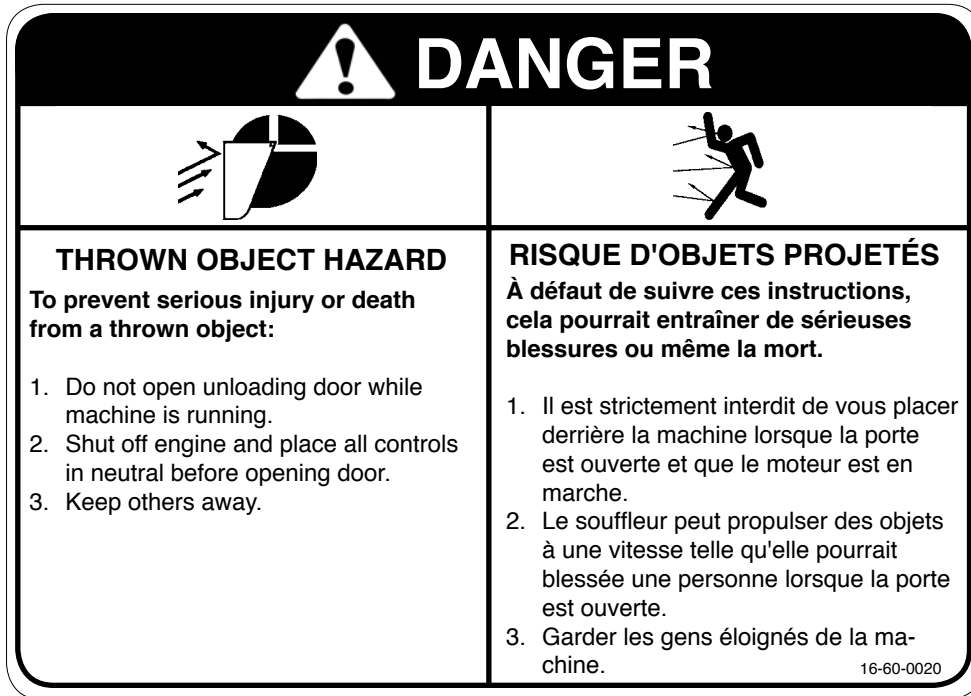 DANGER
THROWN OBJECT HAZARD
To prevent serious injury or death
from a thrown object:
1. Do not open unloading door while
machine is running.
2. Shut off engine and place all controls
in neutral before opening door.
3. Keep others away.
RISQUE D'OBJETS PROJETÉS
À défaut de suivre ces instructions,
cela pourrait entraîner de sérieuses
blessures ou même la mort.
1. Il est strictement interdit de vous placer
derrière la machine lorsque la porte
est ouverte et que le moteur est en
marche.
2. Le souffleur peut propulser des objets
à une vitesse telle qu'elle pourrait
blessée une personne lorsque la porte
est ouverte.
3. Garder les gens éloignés de la ma-
chine.
16-60-0020